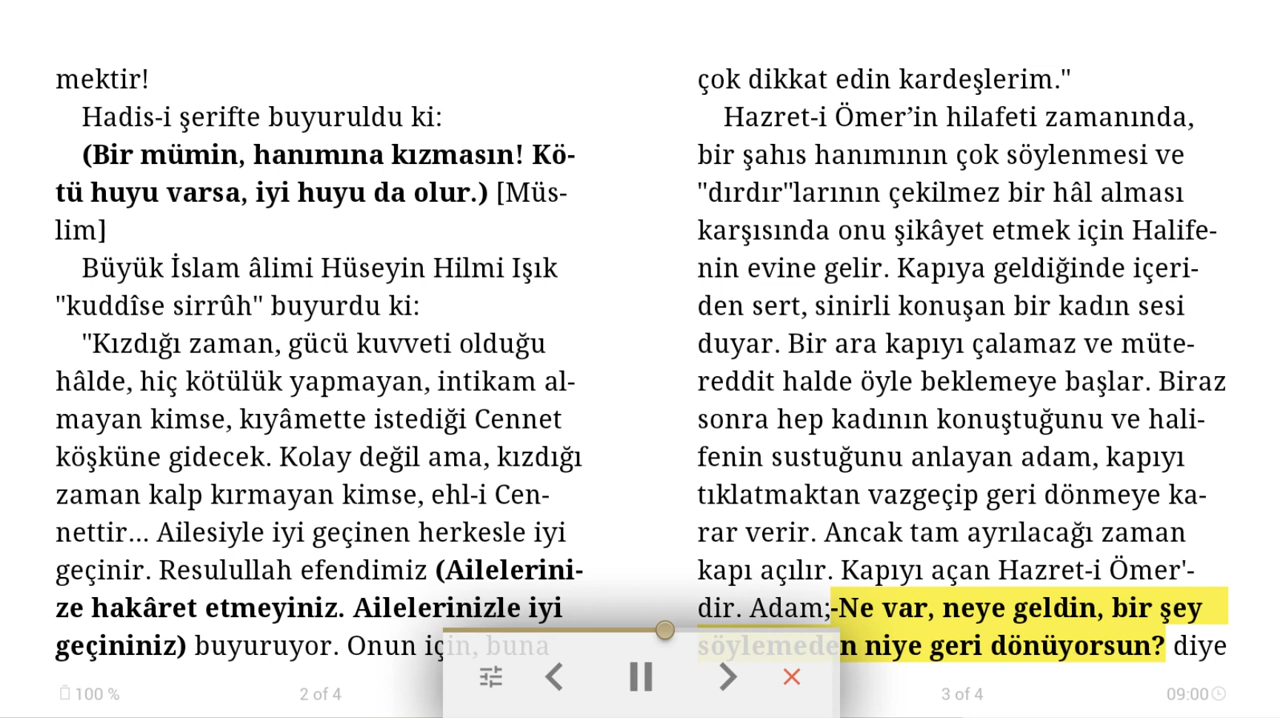 mektir!
Hadis-i şerifte buyuruldu ki:
(Bir mümin, hanımına kızmasın! Kö-
tü huyu varsa, iyi huyu da olur.) [Müs-
lim]
Büyük İslam âlimi Hüseyin Hilmi Işık
"kuddîse sirrûh" buyurdu ki:
"Kızdığı zaman, gücü kuvveti olduğu
hâlde, hiç kötülük yapmayan, intikam al-
mayan kimse, kıyâmette istediği Cennet
köşküne gidecek. Kolay değil ama, kızdığı
zaman kalp kırmayan kimse, ehl-i Cen-
nettir... Ailesiyle iyi geçinen herkesle iyi
geçinir. Resulullah efendimiz (Ailelerini-
ze hakâret etmeyiniz. Ailelerinizle iyi
geçininiz) buyuruyor. Onun için, buna
çok dikkat edin kardeşlerim."
Hazret-i Ömer’in hilafeti zamanında,
bir şahıs hanımının çok söylenmesi ve
"dırdır"larının çekilmez bir hâl alması
karşısında onu şikâyet etmek için Halife-
nin evine gelir. Kapıya geldiğinde içeri-
den sert, sinirli konuşan bir kadın sesi
duyar. Bir ara kapıyı çalamaz ve müte-
reddit halde öyle beklemeye başlar. Biraz
sonra hep kadının konuştuğunu ve hali-
fenin sustuğunu anlayan adam, kapıyı
tıklatmaktan vazgeçip geri dönmeye ka-
rar verir. Ancak tam ayrılacağı zaman
kapı açılır. Kapıyı açan Hazret-i Ömer'-
dir. Adam;-Ne var, neye geldin, bir şey
söylemeden niye geri dönüyorsun? diye
100 %
2 of 4
3 of 4
09:00